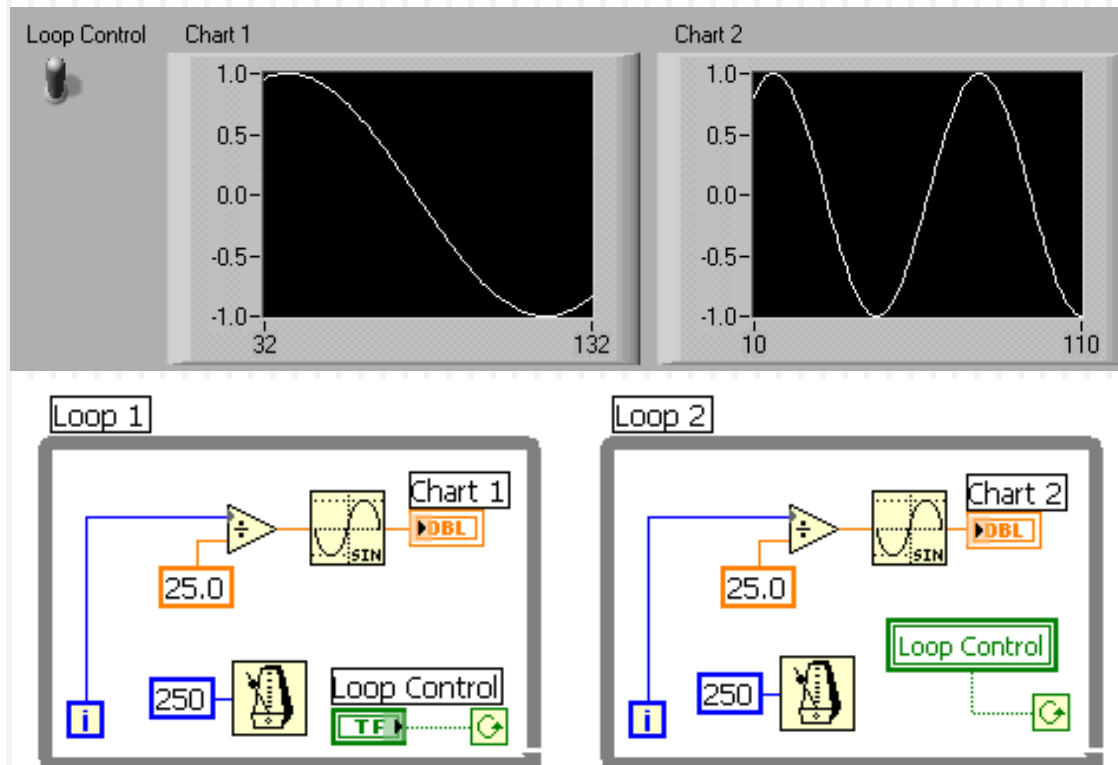 Loop Control Chart 1 Chart 2
1.0 1.0
0.5 0.5
0.0 0.0
-0.5 -0.5
-1.0 -1.0
32 132 10 110
Loop 1 Loop 2
Chart 1 Chart 2
DBL DBL
SIN SIN
25.0 25.0
Loop Control
250 Loop Control 250
i TF i